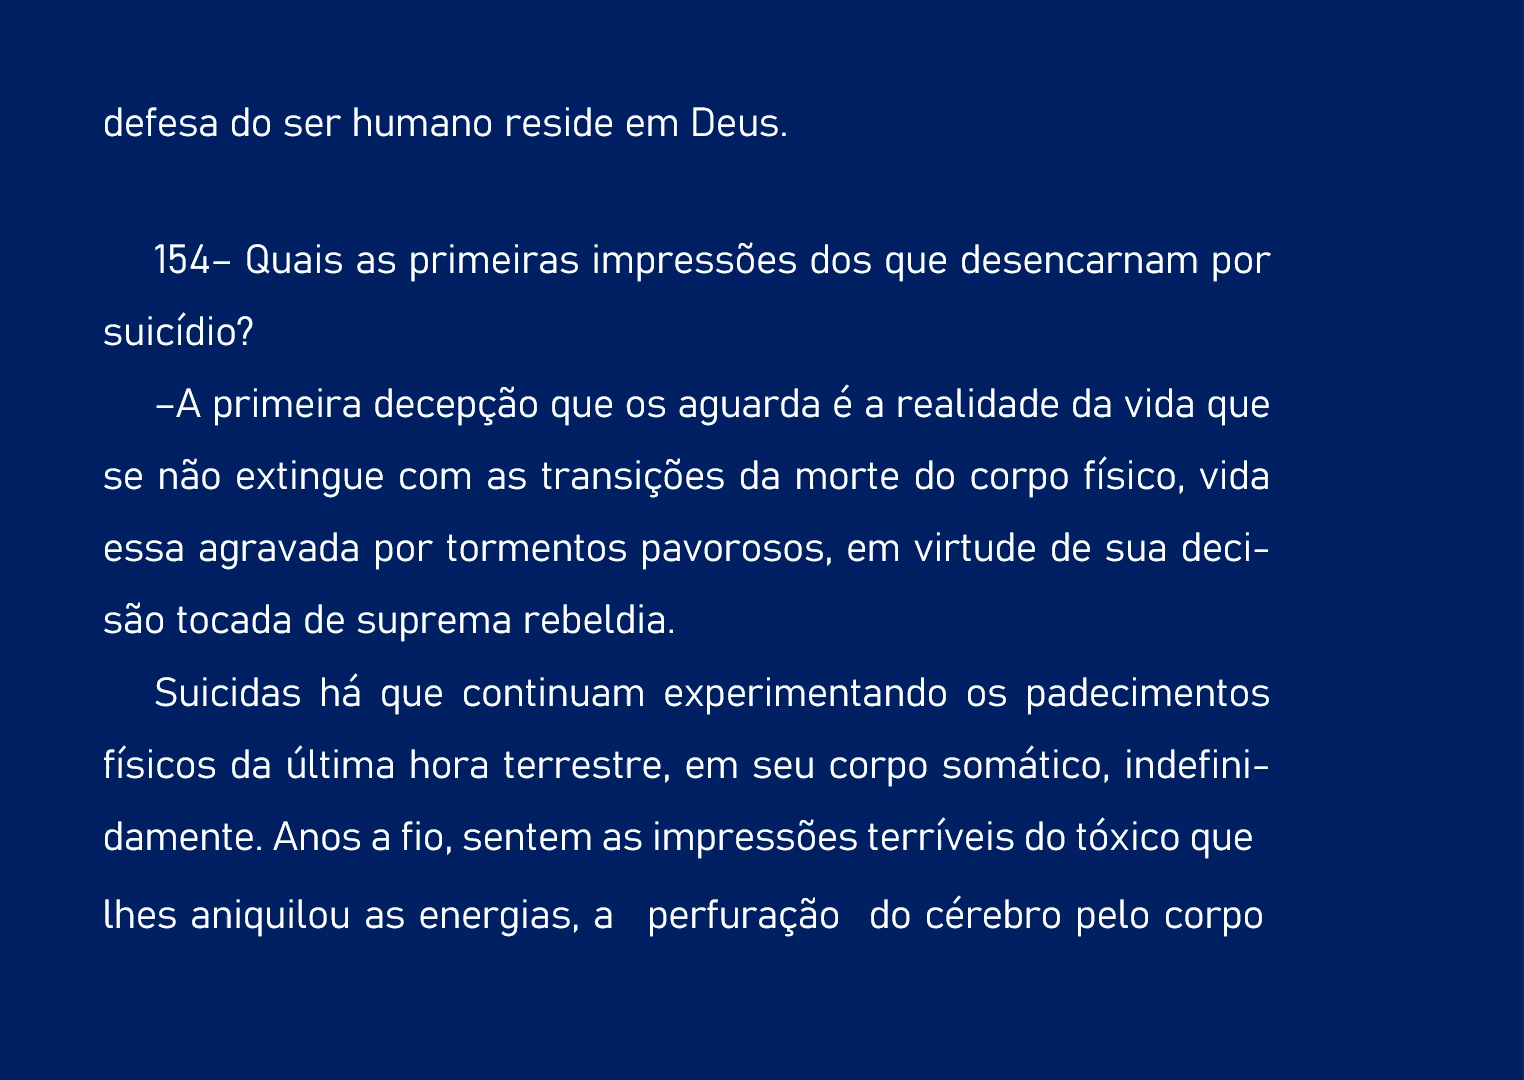 defesa do ser humano reside em Deus.
154– Quais as primeiras impressões dos que desencarnam por
suicídio?
–A primeira decepção que os aguarda é a realidade da vida que
se não extingue com as transições da morte do corpo físico, vida
essa agravada por tormentos pavorosos, em virtude de sua deci-
são tocada de suprema rebeldia.
Suicidas há que continuam experimentando os padecimentos
físicos da última hora terrestre, em seu corpo somático, indefini-
damente. Anos a fio, sentem as impressões terríveis do tóxico que
lhes aniquilou as energias, a perfuração do cérebro pelo corpo